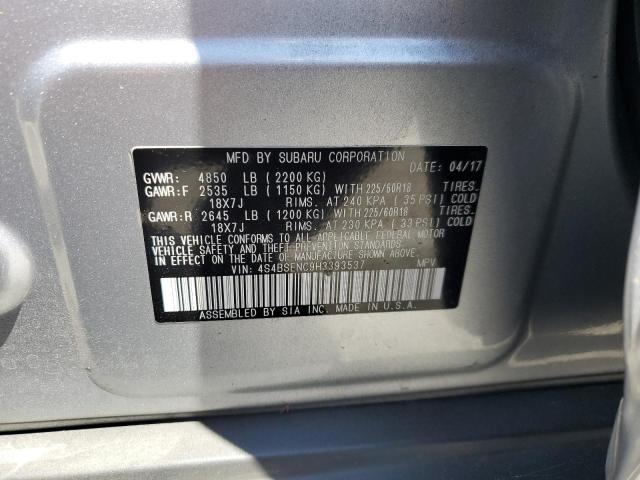 MFD BY SUBARU CORPORATION DATE: 04/17
GVWR: 4850 LB (2200 KG)
GAWR:F 2535 LB (1150 KG) WITH 225/60R18 TIRES.
18X7J RIMS. AT 240 KPA (35 PSI) COLD
GAWR:R 2645 LB (1200 KG) WITH 225/60R18 TIRES.
18X7J RIMS. AT 230 KPA (33 PSI) COLD
THIS VEHICLE CONFORMS TO ALL APPLICABLE FEDERAL MOTOR
VEHICLE SAFETY AND THEFT PREVENTION STANDARDS
IN EFFECT ON THE DATE OF MANUFACTURE SHOWN ABOVE.
VIN: 4S4BSENC9H3393537 MPV
ASSEMBLED BY SIA INC. MADE IN U.S.A.